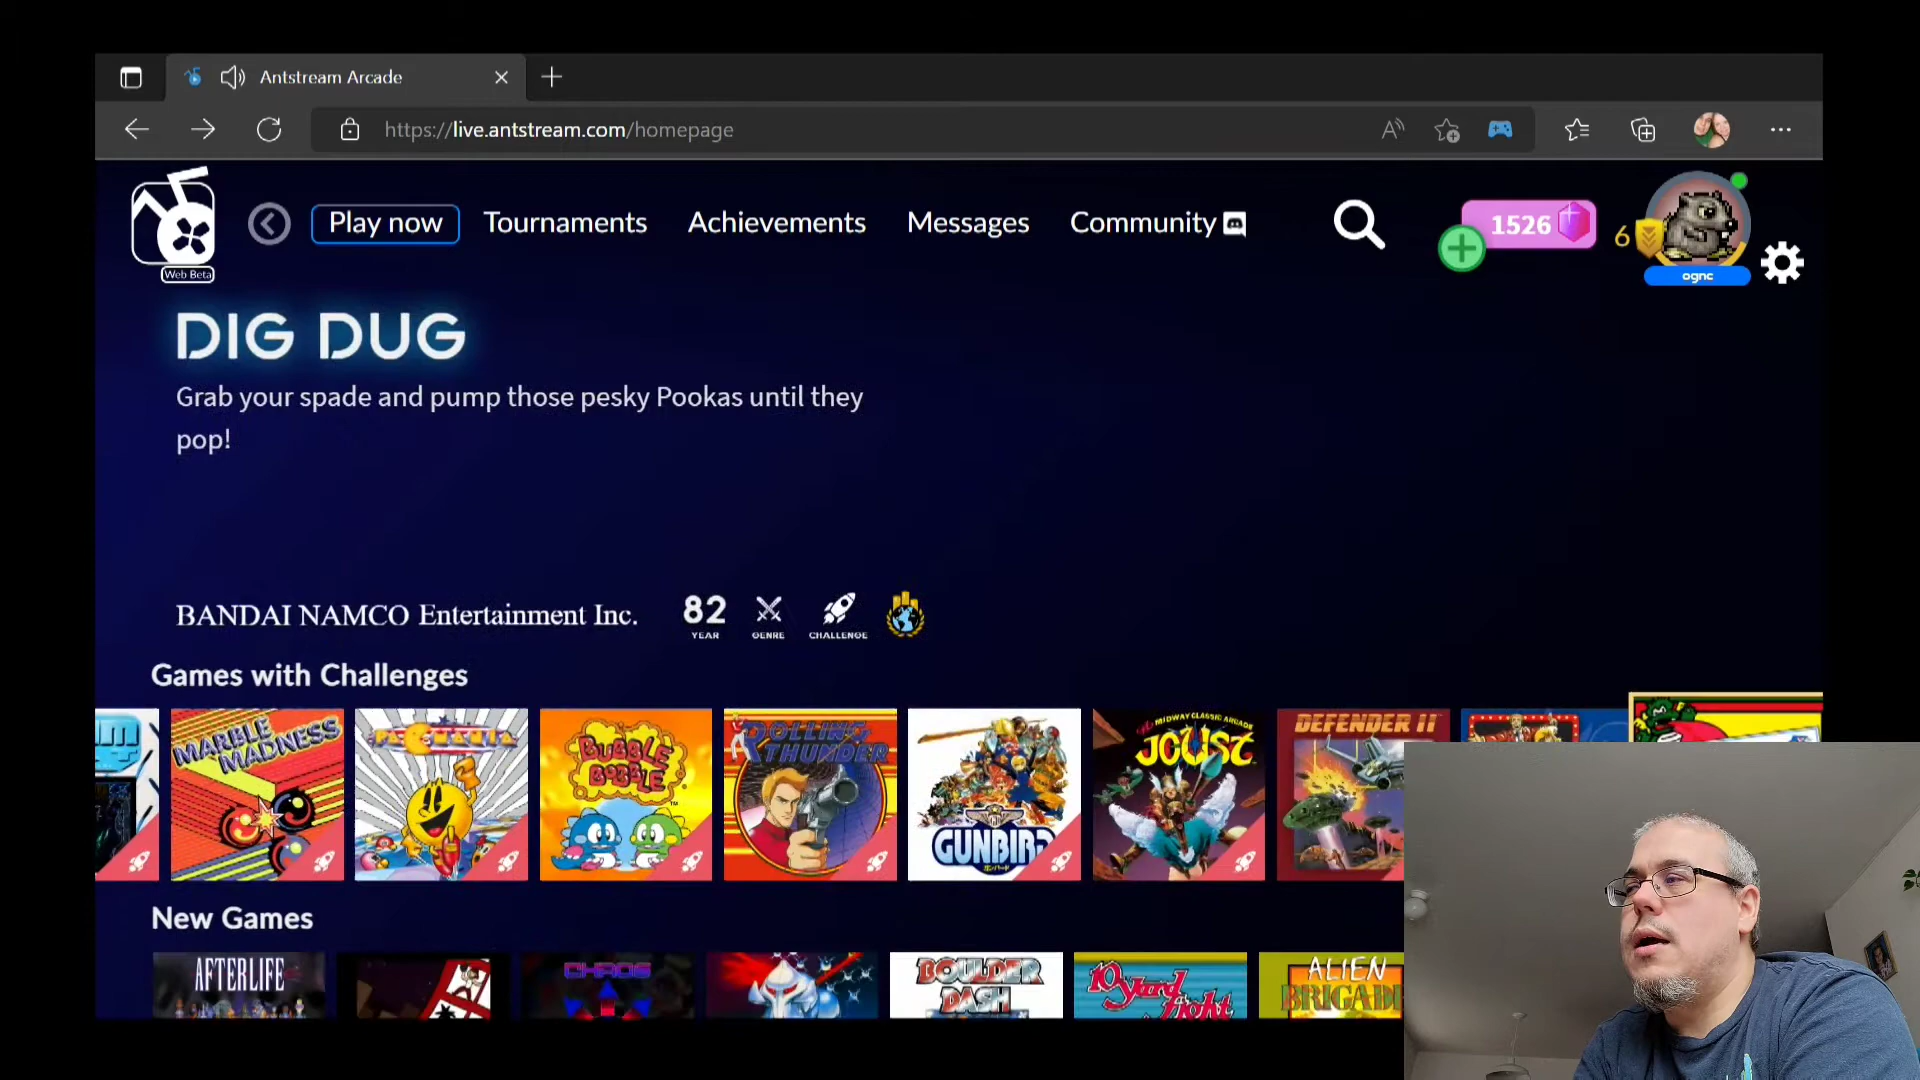 Antstream Arcade
https://live.antstream.com/homepage
Web Beta
Play now
Tournaments
Achievements
Messages
Community
1526
6
ognc
DIG DUG
Grab your spade and pump those pesky Pookas until they
pop!
BANDAI NAMCO Entertainment Inc.
82
YEAR
GENRE
CHALLENGE
Games with Challenges
MARBLE
MADNESS
PAC-MANIA
BUBBLE
BOBBLE
ROLLING
THUNDER
GUNBIRD
MIDWAY CLASSIC ARCADE
JOUST
DEFENDER II
New Games
AFTERLIFE
CHAOS
BOULDER
DASH
10 Yard
Fight
ALIEN
BRIGADE